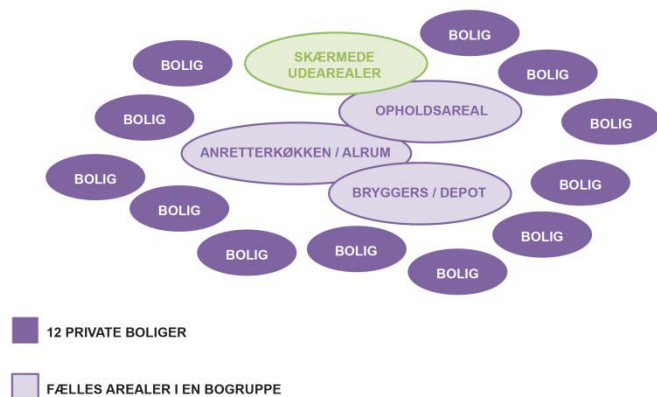 BOLIG
SKÆRMEDE
UDEAREALER
BOLIG
BOLIG
OPHOLDSAREAL
BOLIG
BOLIG
ANRETTERKØKKEN / ALRUM
BOLIG
BRYGGERS / DEPOT
BOLIG
BOLIG
BOLIG
BOLIG
BOLIG
BOLIG
12 PRIVATE BOLIGER
FÆLLES AREALER I EN BOGRUPPE